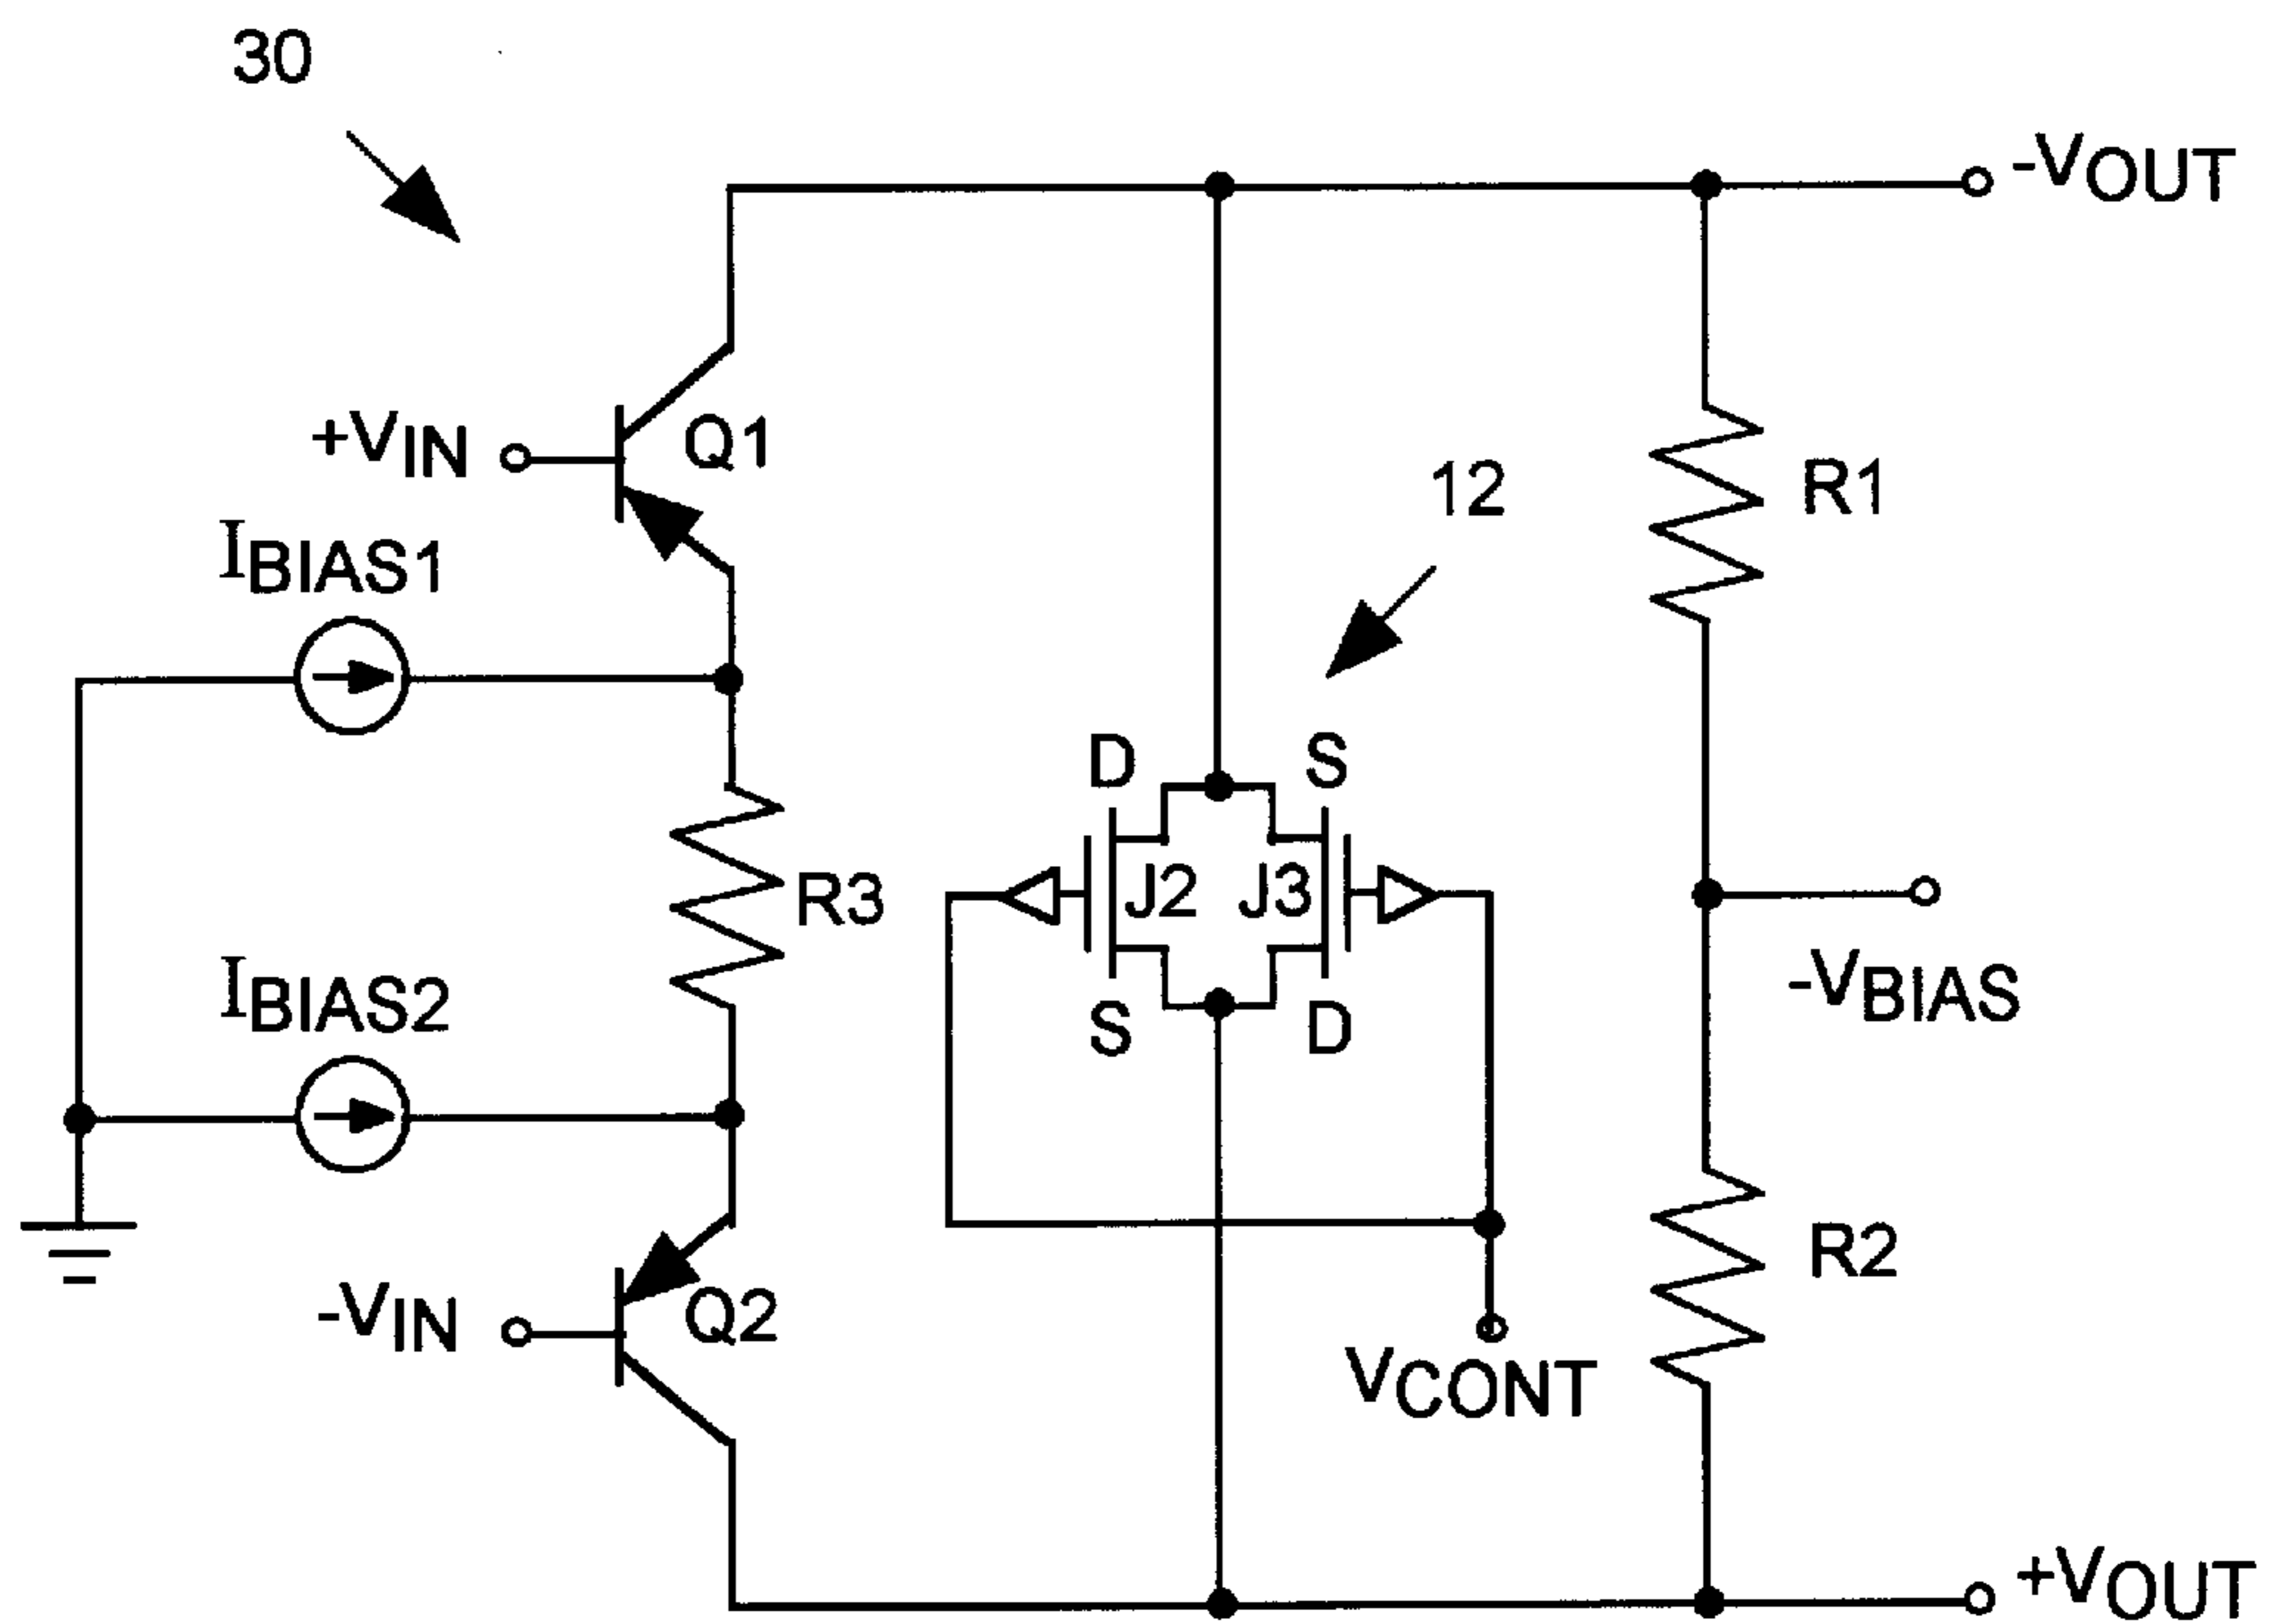 30
-VOUT
+VIN
Q1
12
R1
IBIAS1
D
S
R3
J2
J3
-VBIAS
IBIAS2
S
D
-VIN
Q2
R2
VCONT
+VOUT